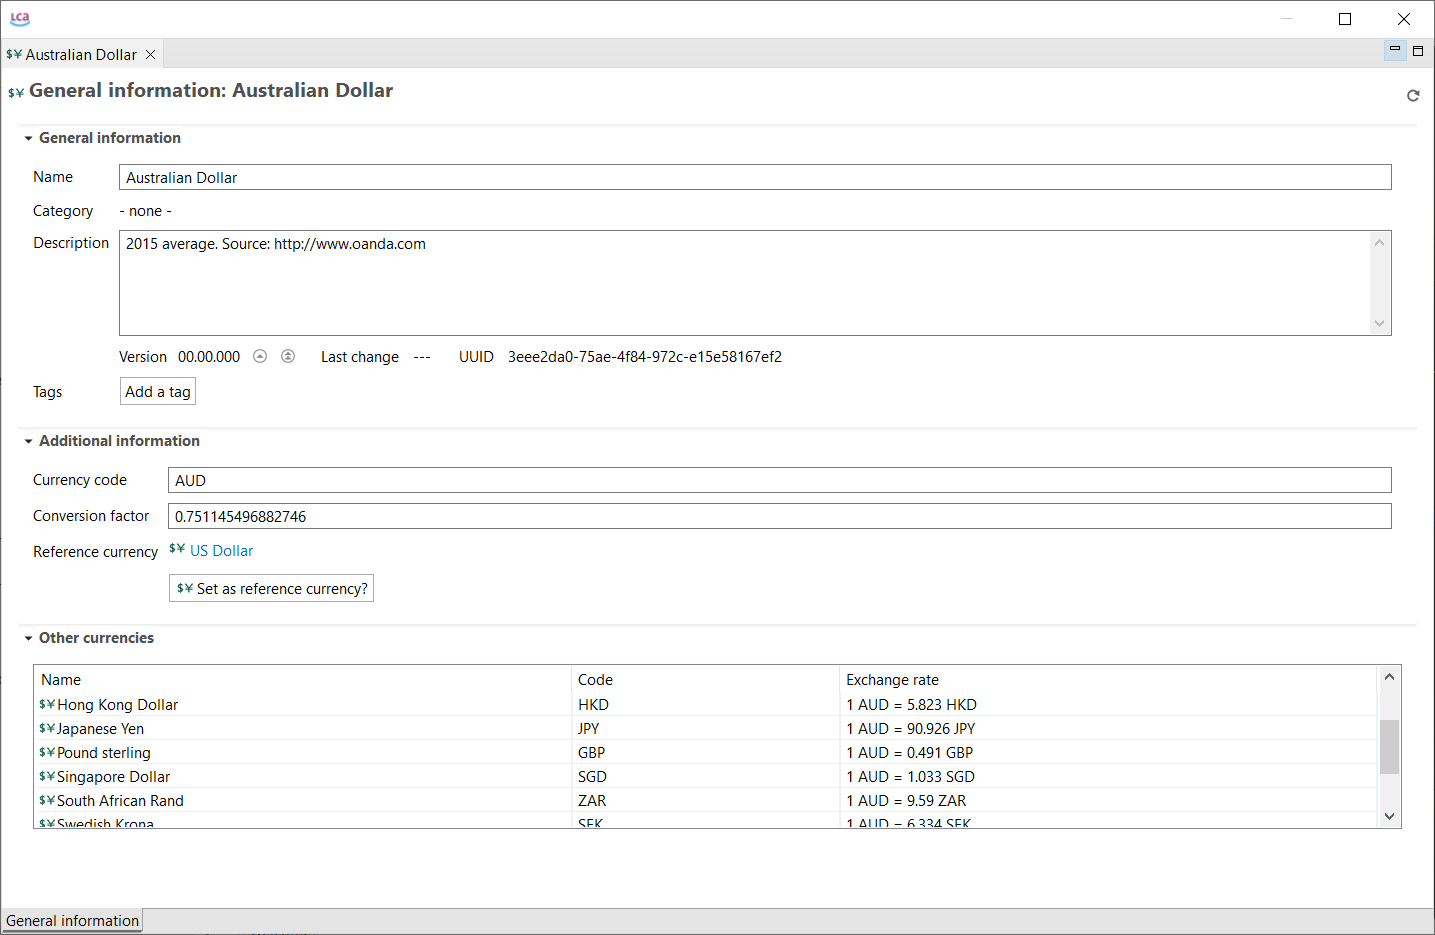 LCA
$¥ Australian Dollar
$¥ General information: Australian Dollar
General information
Name Australian Dollar
Category - none -
Description 2015 average. Source: http://www.oanda.com
Version 00.00.000 Last change --- UUID 3eee2da0-75ae-4f84-972c-e15e58167ef2
Tags Add a tag
Additional information
Currency code AUD
Conversion factor 0.751145496882746
Reference currency $¥ US Dollar
$¥ Set as reference currency?
Other currencies
Name Code Exchange rate
$¥ Hong Kong Dollar HKD 1 AUD = 5.823 HKD
$¥ Japanese Yen JPY 1 AUD = 90.926 JPY
$¥ Pound sterling GBP 1 AUD = 0.491 GBP
$¥ Singapore Dollar SGD 1 AUD = 1.033 SGD
$¥ South African Rand ZAR 1 AUD = 9.59 ZAR
$¥ Swedish Krona SEK 1 AUD = 6.334 SEK
General information